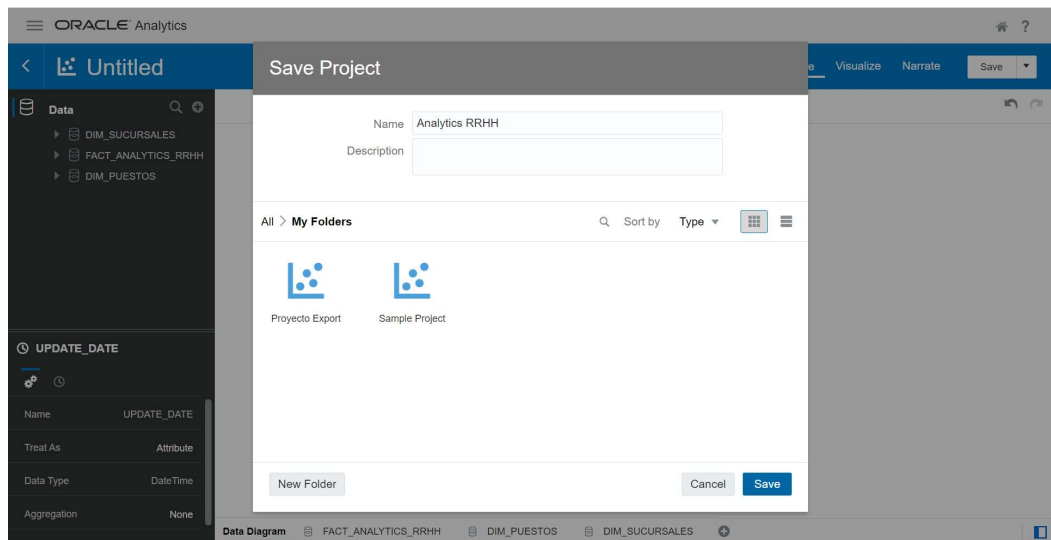 ORACLE Analytics
?
Untitled
Save Project
e Visualize Narrate Save
Data
DIM_SUCURSALES
FACT_ANALYTICS_RRHH
DIM_PUESTOS
Name Analytics RRHH
Description
All > My Folders
Sort by Type
Proyecto Export Sample Project
UPDATE_DATE
Name UPDATE_DATE
Treat As Attribute
Data Type DateTime
Aggregation None
New Folder Cancel Save
Data Diagram FACT_ANALYTICS_RRHH DIM_PUESTOS DIM_SUCURSALES